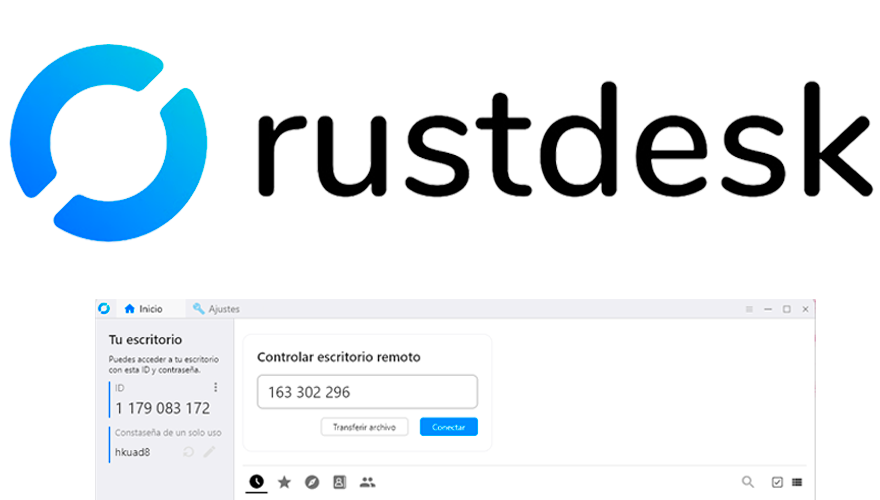 rustdesk
Inicio
Ajustes
Tu escritorio
Puedes acceder a tu escritorio
con esta ID y contraseña.
ID
1 179 083 172
Constaseña de un solo uso
hkuad8
Controlar escritorio remoto
163 302 296
Transferir archivo
Conectar